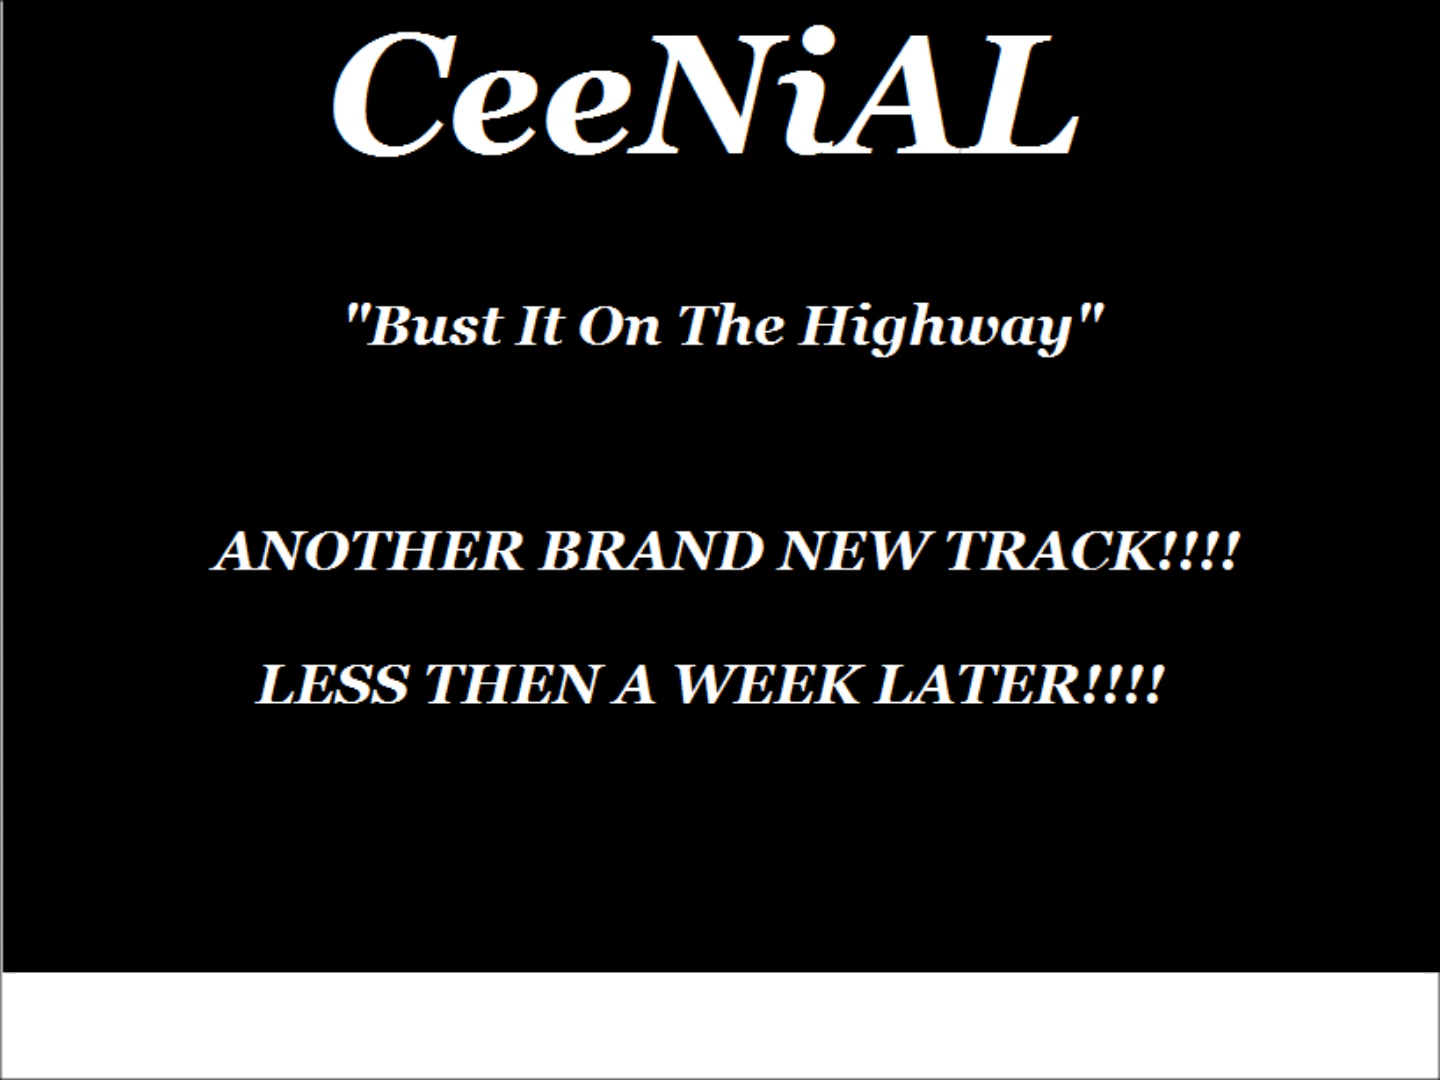 CeeNiAL
"Bust It On The Highway"
ANOTHER BRAND NEW TRACK!!!!
LESS THEN A WEEK LATER!!!!